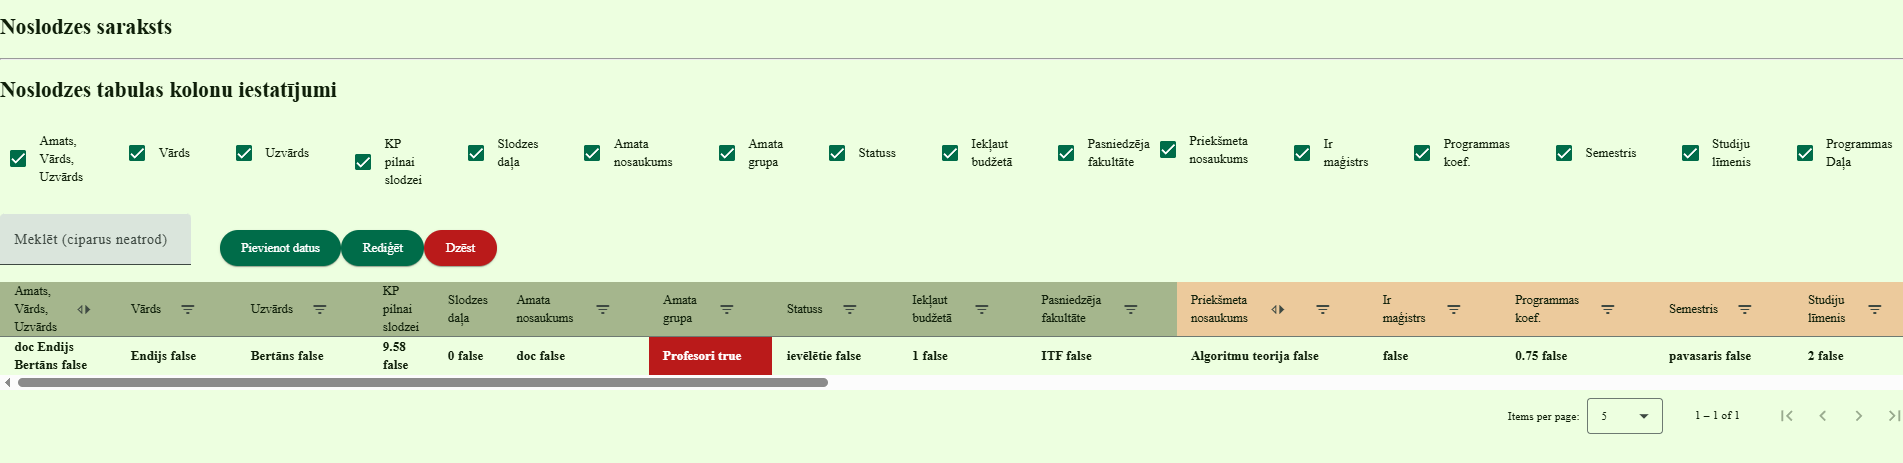 Noslodzes saraksts
Noslodzes tabulas kolonu iestatījumi
Amats,
Vārds,
Uzvārds
Vārds
Uzvārds
KP
pilnai
slodzei
Slodzes
daļa
Amata
nosaukums
Amata
grupa
Statuss
Iekļaut
budžetā
Pasniedzēja
fakultāte
Priekšmeta
nosaukums
Ir
maģistrs
Programmas
koef.
Semestris
Studiju
līmenis
Programmas
Daļa
Meklēt (ciparus neatrod)
Pievienot datus
Rediģēt
Dzēst
Amats,
Vārds,
Uzvārds
Vārds
Uzvārds
KP
pilnai
slodzei
Slodzes
daļa
Amata
nosaukums
Amata
grupa
Statuss
Iekļaut
budžetā
Pasniedzēja
fakultāte
Priekšmeta
nosaukums
Ir
maģistrs
Programmas
koef.
Semestris
Studiju
līmenis
doc Endijs
Bertāns false
Endijs false
Bertāns false
9.58
false
0 false
doc false
Profesori true
ievēlētie false
1 false
ITF false
Algoritmu teorija false
false
0.75 false
pavasaris false
2 false
Items per page:
5
1 – 1 of 1